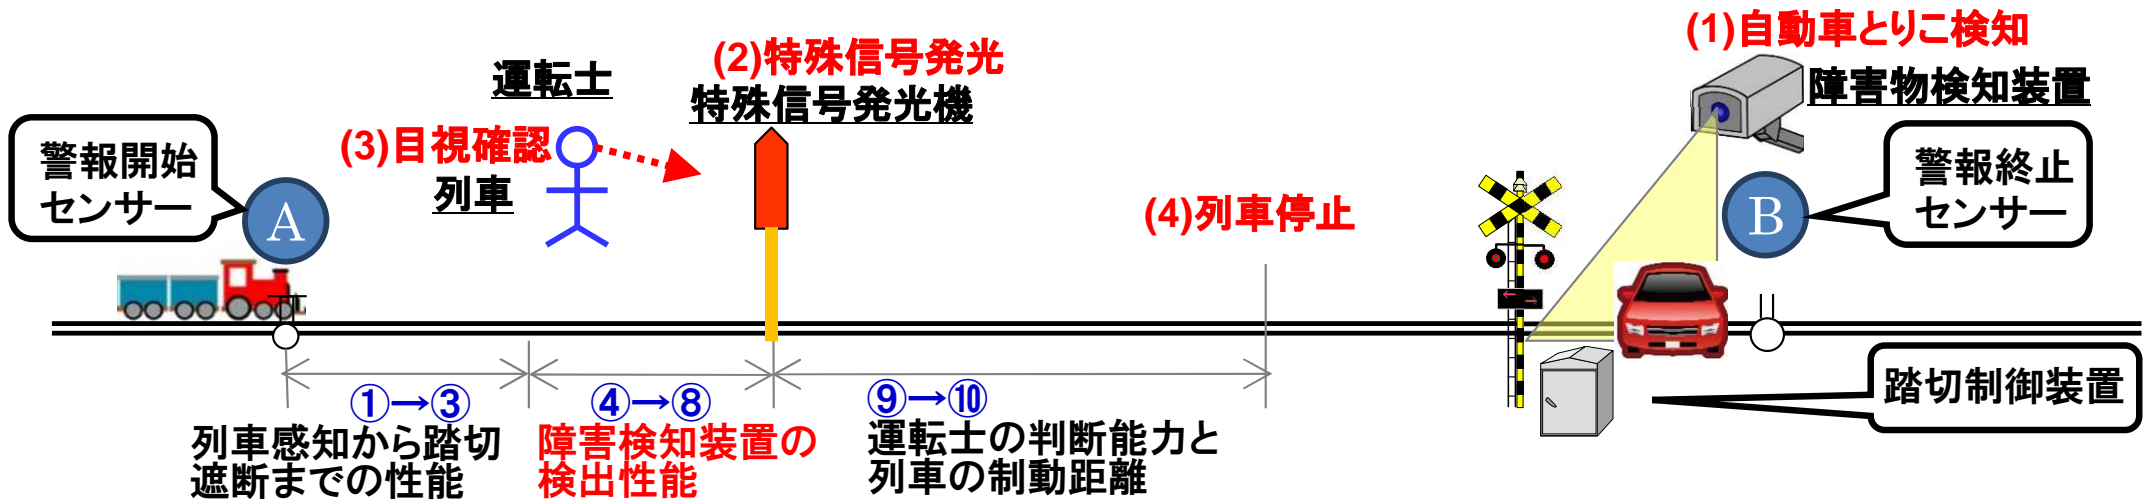 (1)自動車とりこ検知
障害物検知装置
(2)特殊信号発光
特殊信号発光機
運転士
(3)目視確認
列車
警報開始
センサー
A
(4)列車停止
警報終止
センサー
B
①→③
列車感知から踏切
遮断までの性能
④→⑧
障害検知装置の
検出性能
⑨→⑩
運転士の判断能力と
列車の制動距離
踏切制御装置